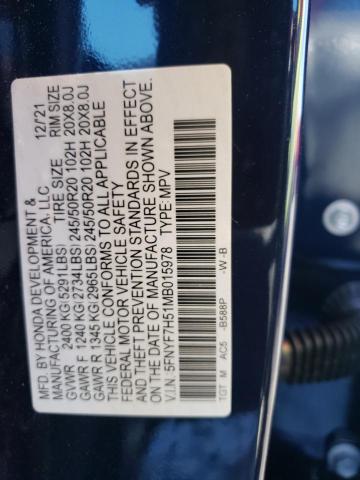 MFD. BY HONDA DEVELOPMENT & 12/21
MANUFACTURING OF AMERICA, LLC
TIRE SIZE RIM SIZE
GVWR 2400 KG(5291LBS)
GAWR F 1240 KG(2734LBS) 245/50R20 102H 20X8.0J
GAWR R 1345 KG(2965LBS) 245/50R20 102H 20X8.0J
THIS VEHICLE CONFORMS TO ALL APPLICABLE
FEDERAL MOTOR VEHICLE SAFETY
AND THEFT PREVENTION STANDARDS IN EFFECT
ON THE DATE OF MANUFACTURE SHOWN ABOVE.
V.I.N. 5FNYF7H51MB015978 TYPE:MPV
TGT M AC5 -B588P -W-B